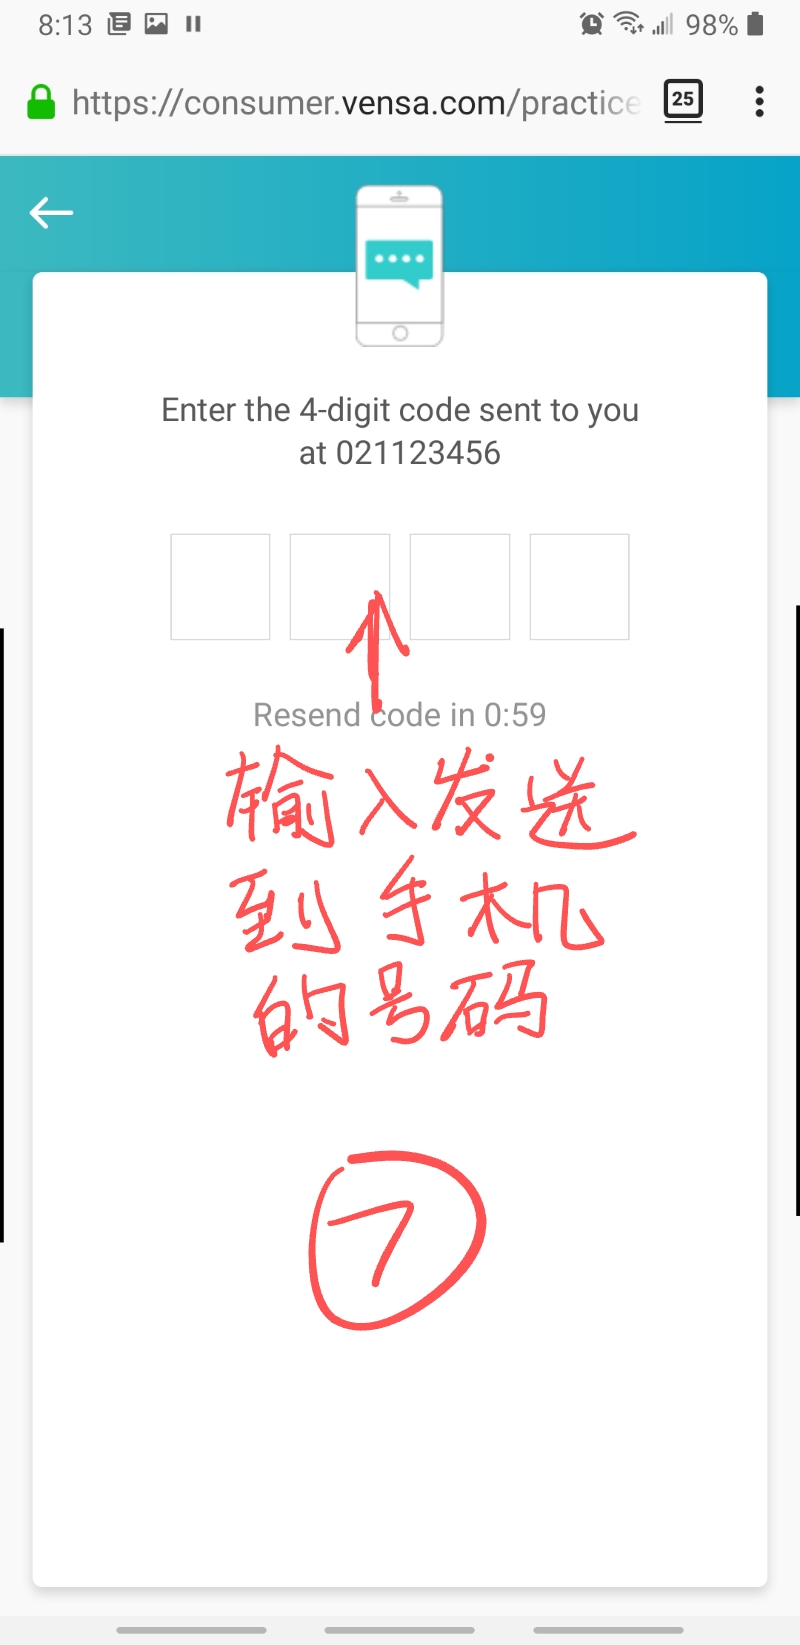 8:13
98%
https://consumer.vensa.com/practice
25
Enter the 4-digit code sent to you
at 021123456
Resend code in 0:59
输入发送
到手机
的号码
7